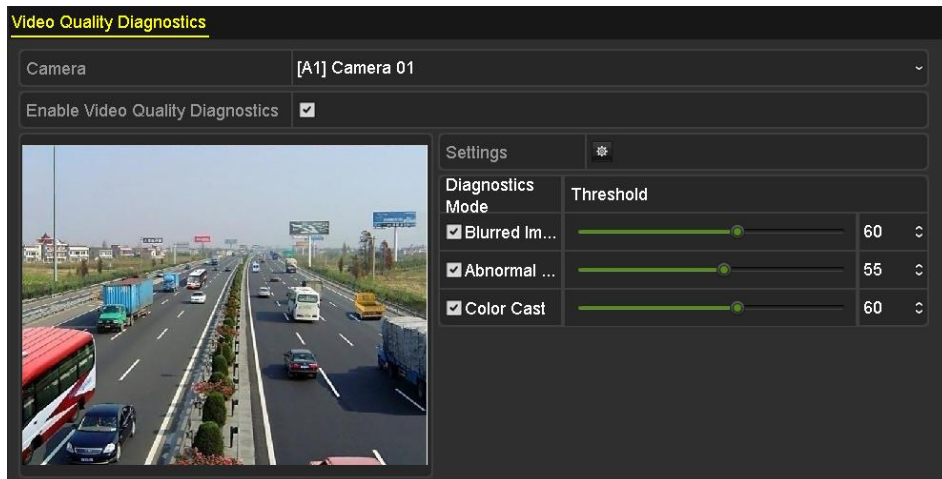 Video Quality Diagnostics
Camera
[A1] Camera 01
Enable Video Quality Diagnostics
Settings
Diagnostics
Mode
Threshold
Blurred Im...
60
Abnormal ...
55
Color Cast
60